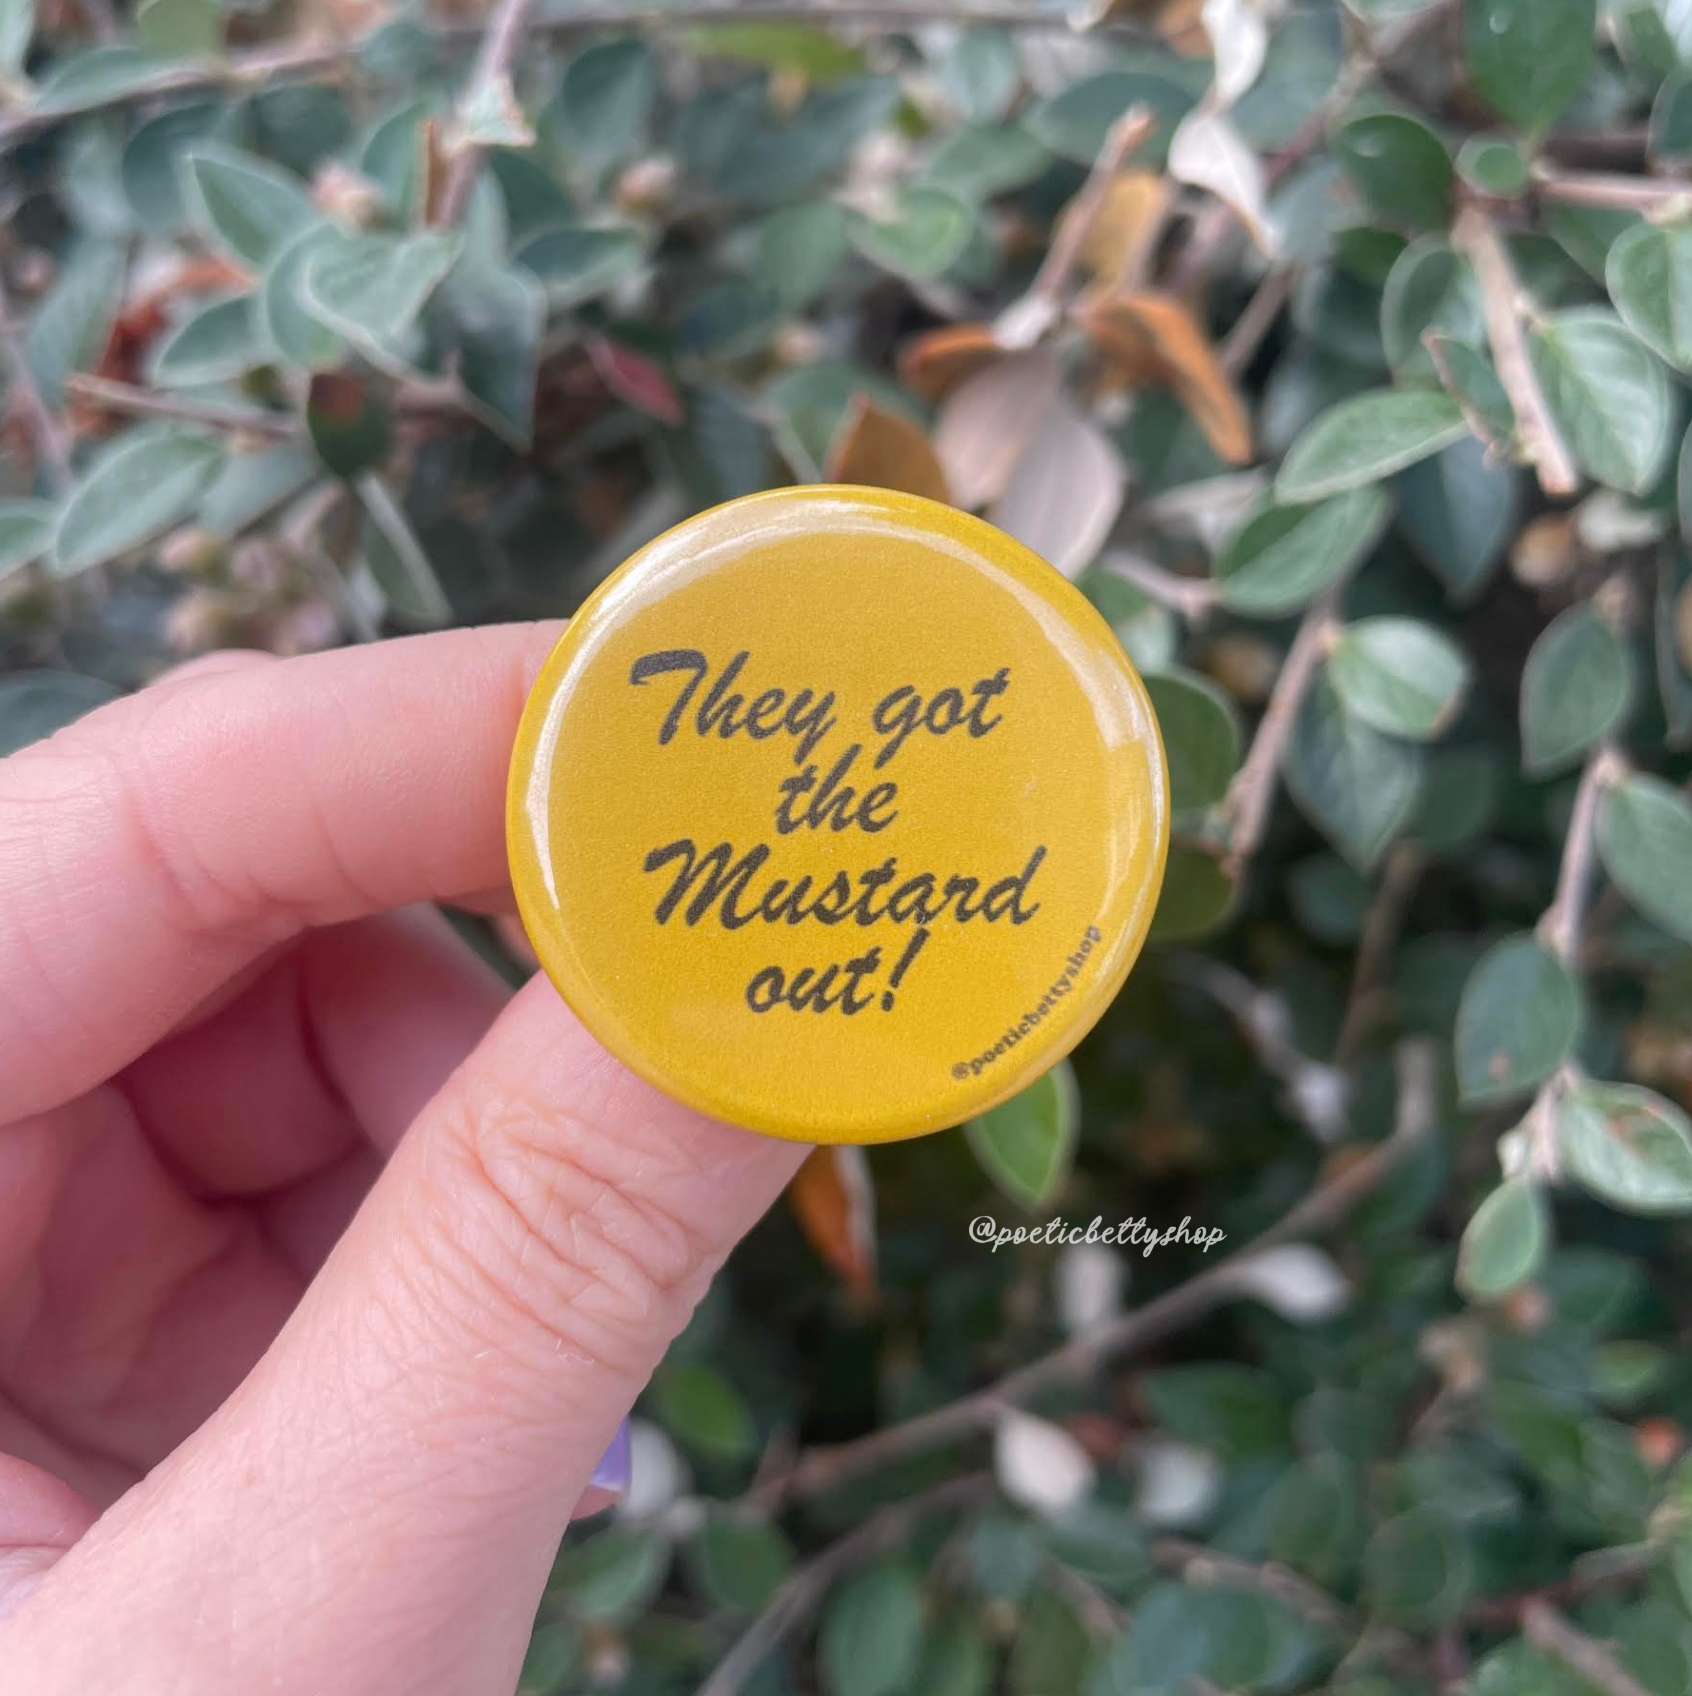 They got
the
Mustard
out!
@poeticbettyshop
@poeticbettyshop